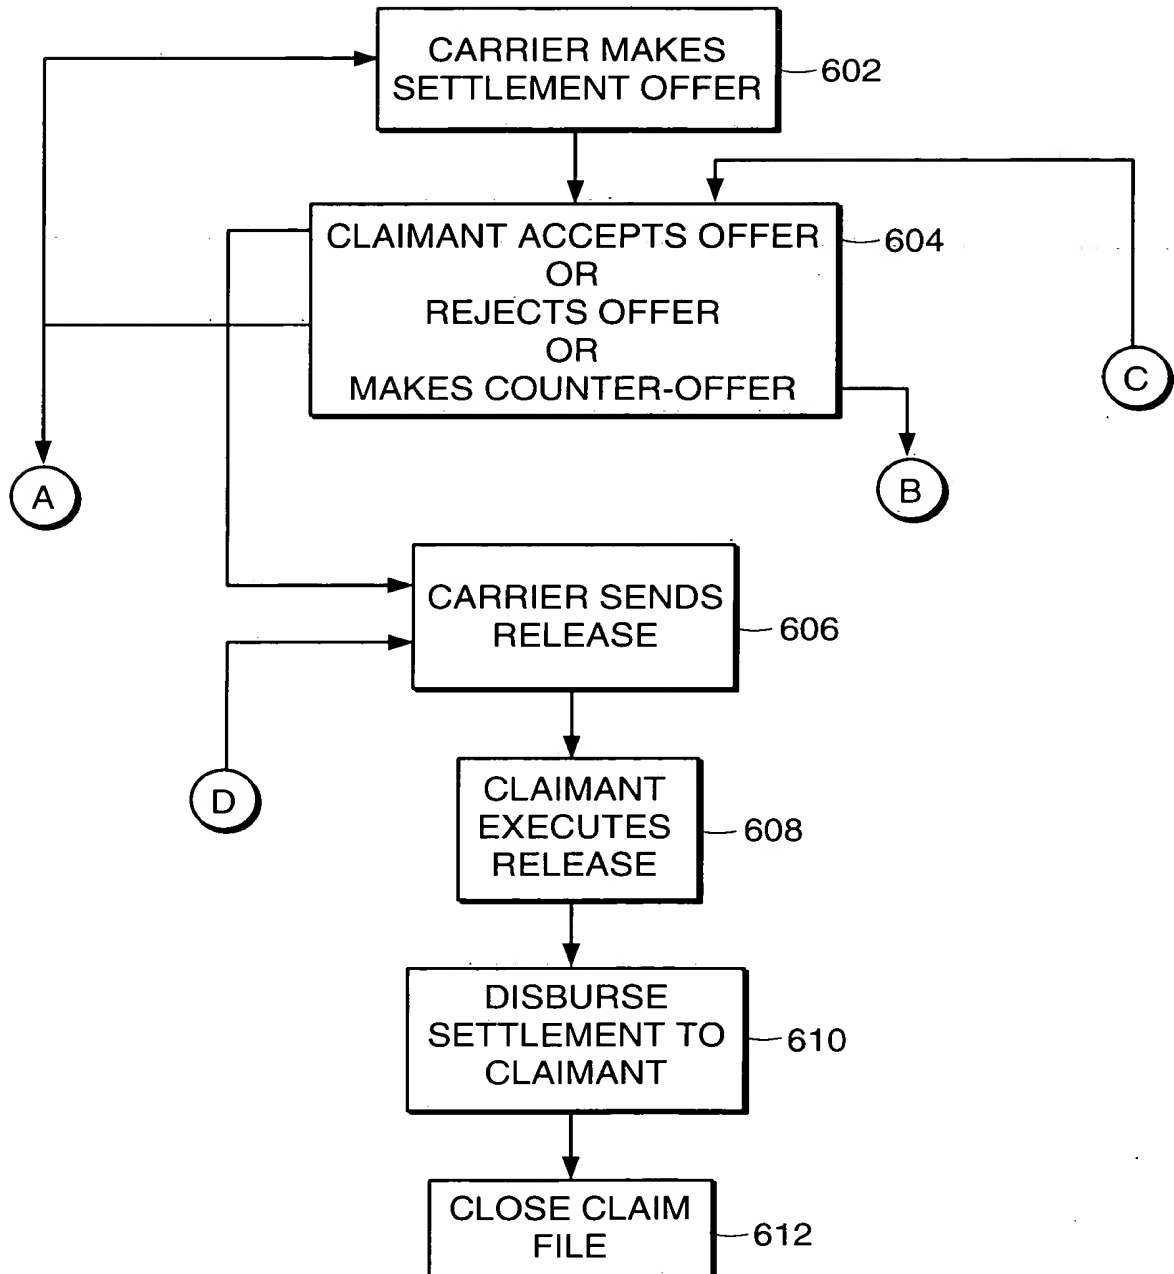 CARRIER MAKES
SETTLEMENT OFFER
602
CLAIMANT ACCEPTS OFFER
OR
REJECTS OFFER
OR
MAKES COUNTER-OFFER
604
C
A
B
CARRIER SENDS
RELEASE
606
D
CLAIMANT
EXECUTES
RELEASE
608
DISBURSE
SETTLEMENT TO
CLAIMANT
610
CLOSE CLAIM
FILE
612